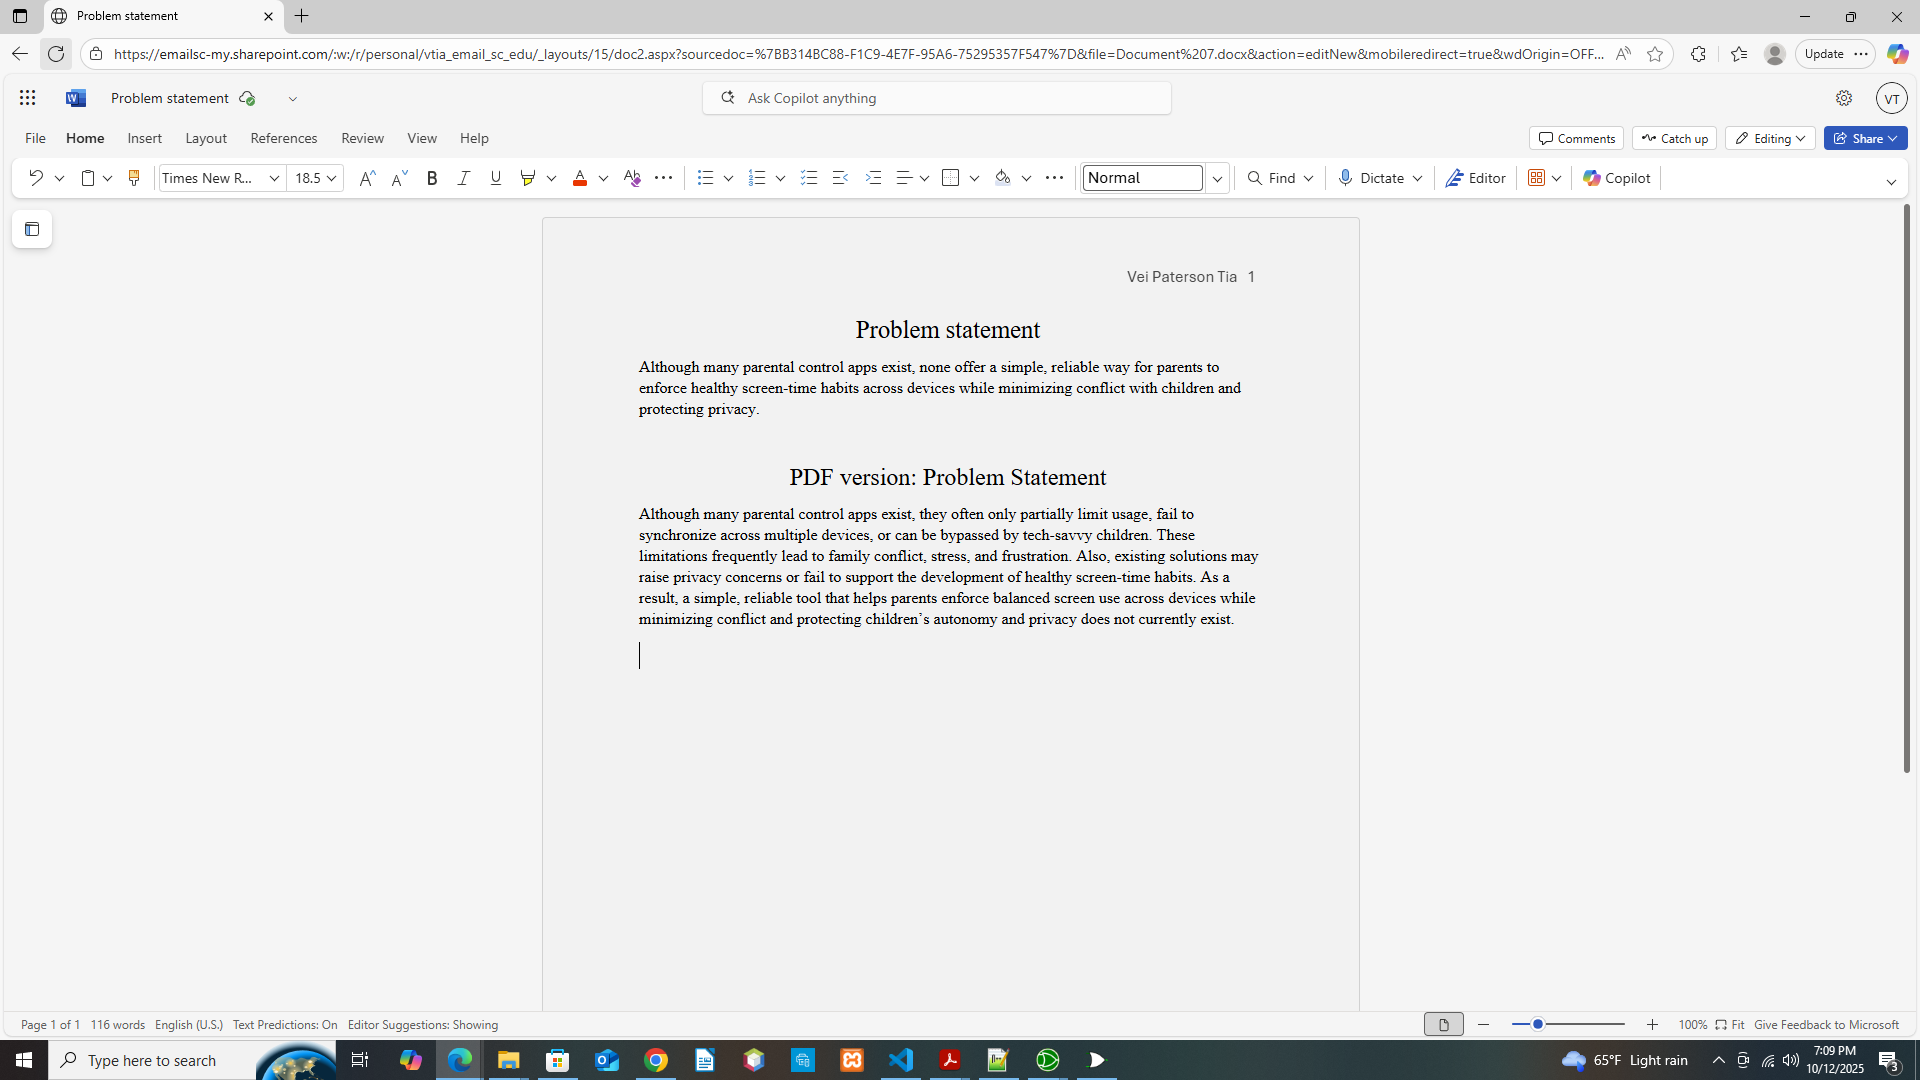 Problem statement
https://emailsc-my.sharepoint.com/:w:/r/personal/vtia_email_sc_edu/_layouts/15/doc2.aspx?sourcedoc=%7BB314BC88-F1C9-4E7F-95A6-75295357F547%7D&file=Document%207.docx&action=editNew&mobileredirect=true&wdOrigin=OFF...
Update
Problem statement
Ask Copilot anything
VT
File Home Insert Layout References Review View Help
Comments Catch up Editing Share
Times New R... 18.5 Normal Find Dictate Editor Copilot
Vei Paterson Tia 1
Problem statement
Although many parental control apps exist, none offer a simple, reliable way for parents to
enforce healthy screen-time habits across devices while minimizing conflict with children and
protecting privacy.
PDF version: Problem Statement
Although many parental control apps exist, they often only partially limit usage, fail to
synchronize across multiple devices, or can be bypassed by tech-savvy children. These
limitations frequently lead to family conflict, stress, and frustration. Also, existing solutions may
raise privacy concerns or fail to support the development of healthy screen-time habits. As a
result, a simple, reliable tool that helps parents enforce balanced screen use across devices while
minimizing conflict and protecting children’s autonomy and privacy does not currently exist.
Page 1 of 1 116 words English (U.S.) Text Predictions: On Editor Suggestions: Showing
100% Fit Give Feedback to Microsoft
Type here to search
65°F Light rain
7:09 PM
10/12/2025
3